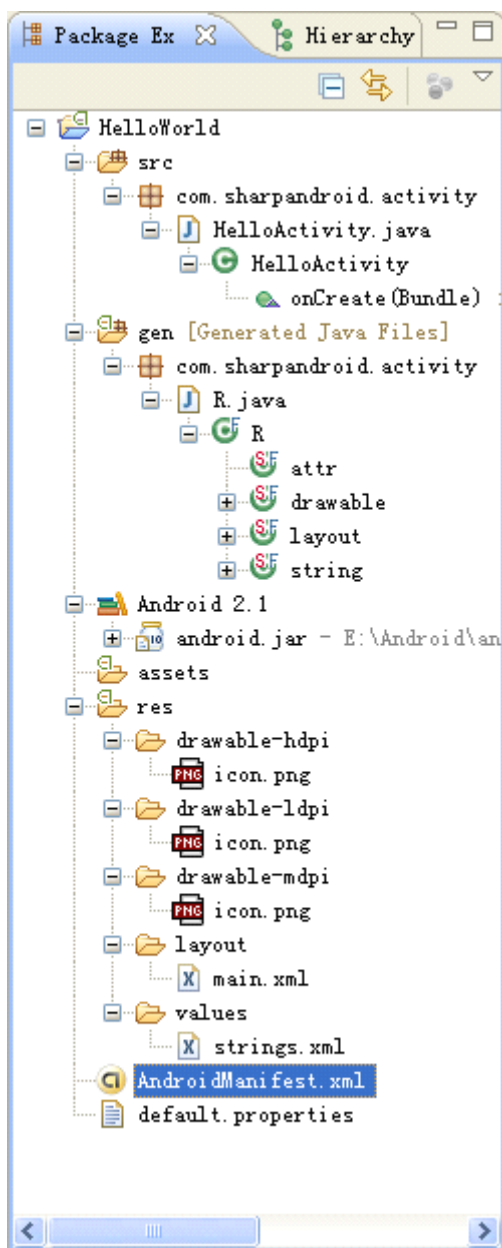 Package Ex Hierarchy
HelloWorld
src
com.sharpandroid.activity
HelloActivity.java
HelloActivity
onCreate(Bundle)
gen [Generated Java Files]
com.sharpandroid.activity
R.java
R
attr
drawable
layout
string
Android 2.1
android.jar - E:\Android\an
assets
res
drawable-hdpi
icon.png
drawable-ldpi
icon.png
drawable-mdpi
icon.png
layout
main.xml
values
strings.xml
AndroidManifest.xml
default.properties